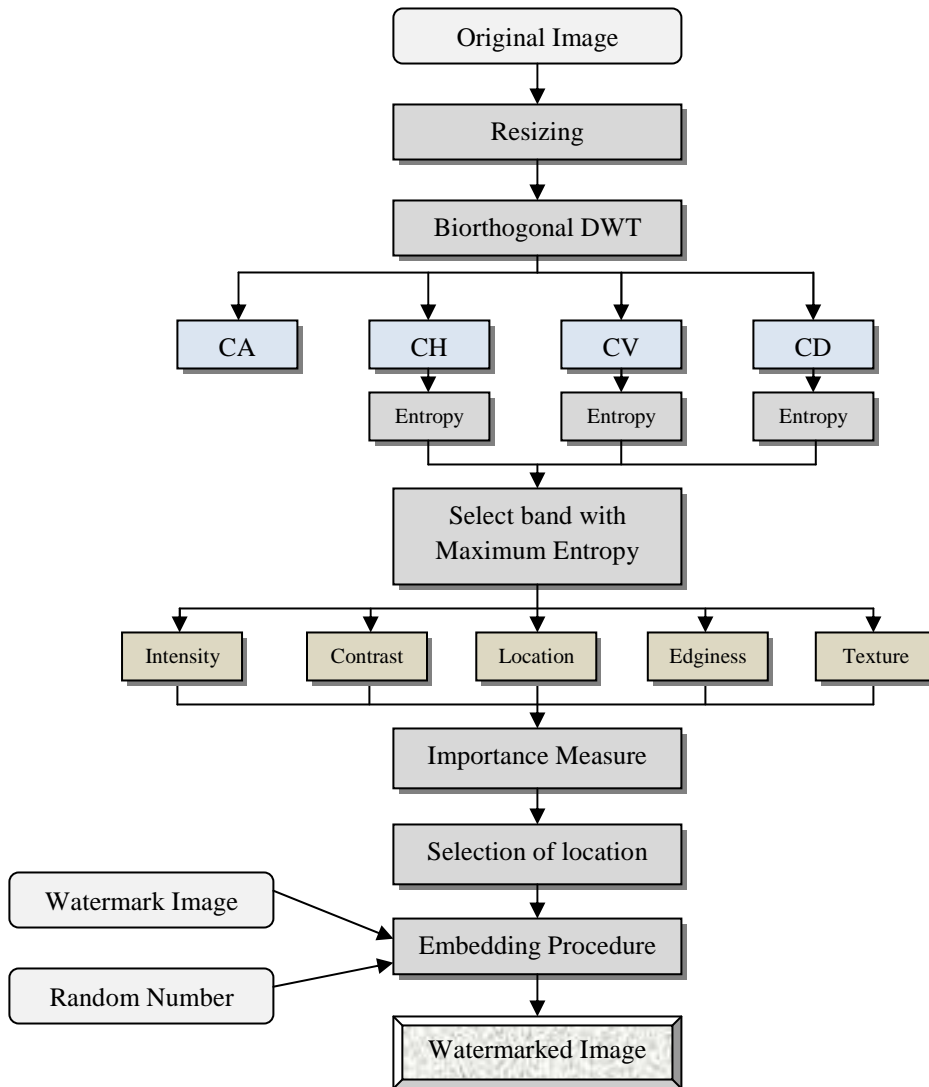 Original Image
Resizing
Biorthogonal DWT
CA
CH
CV
CD
Entropy
Entropy
Entropy
Select band with
Maximum Entropy
Intensity
Contrast
Location
Edginess
Texture
Importance Measure
Selection of location
Watermark Image
Embedding Procedure
Random Number
Watermarked Image